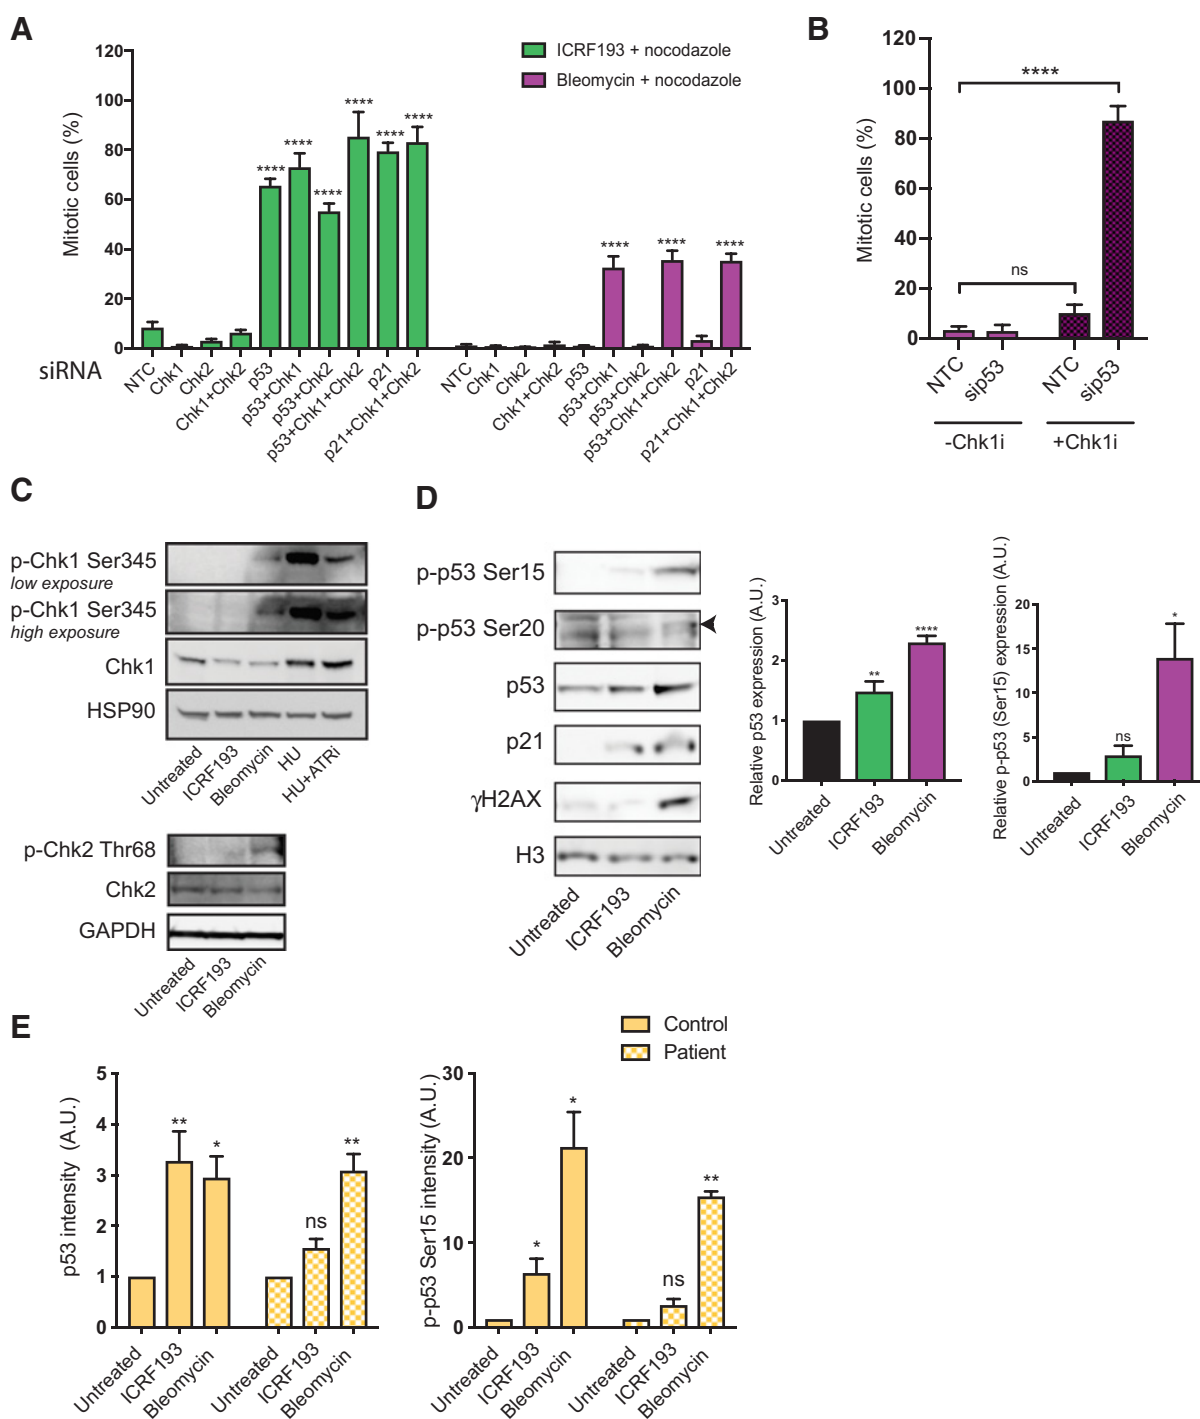 A
120
100
80
60
40
20
0
Mitotic cells (%)
ICRF193 + nocodazole
Bleomycin + nocodazole
****
****
****
****
****
****
****
****
****
siRNA
NTC
Chk1
Chk2
Chk1+Chk2
p53
p53+Chk1
p53+Chk2
p53+Chk1+Chk2
p21
p21+Chk1+Chk2
NTC
Chk1
Chk2
Chk1+Chk2
p53
p53+Chk1
p53+Chk2
p53+Chk1+Chk2
p21
p21+Chk1+Chk2
B
120
100
80
60
40
20
0
Mitotic cells (%)
****
ns
NTC
sip53
NTC
sip53
-Chk1i
+Chk1i
C
p-Chk1 Ser345
low exposure
p-Chk1 Ser345
high exposure
Chk1
HSP90
Untreated
ICRF193
Bleomycin
HU
HU+ATRi
p-Chk2 Thr68
Chk2
GAPDH
Untreated
ICRF193
Bleomycin
D
p-p53 Ser15
p-p53 Ser20
p53
p21
γH2AX
H3
Untreated
ICRF193
Bleomycin
Relative p53 expression (A.U.)
3
2
1
0
**
****
Untreated
ICRF193
Bleomycin
Relative p-p53 (Ser15) expression (A.U.)
20
15
10
5
0
ns
*
Untreated
ICRF193
Bleomycin
E
Control
Patient
p53 intensity (A.U.)
5
4
3
2
1
0
**
*
ns
**
Untreated
ICRF193
Bleomycin
Untreated
ICRF193
Bleomycin
p-p53 Ser15 intensity (A.U.)
30
20
10
0
*
*
ns
**
Untreated
ICRF193
Bleomycin
Untreated
ICRF193
Bleomycin